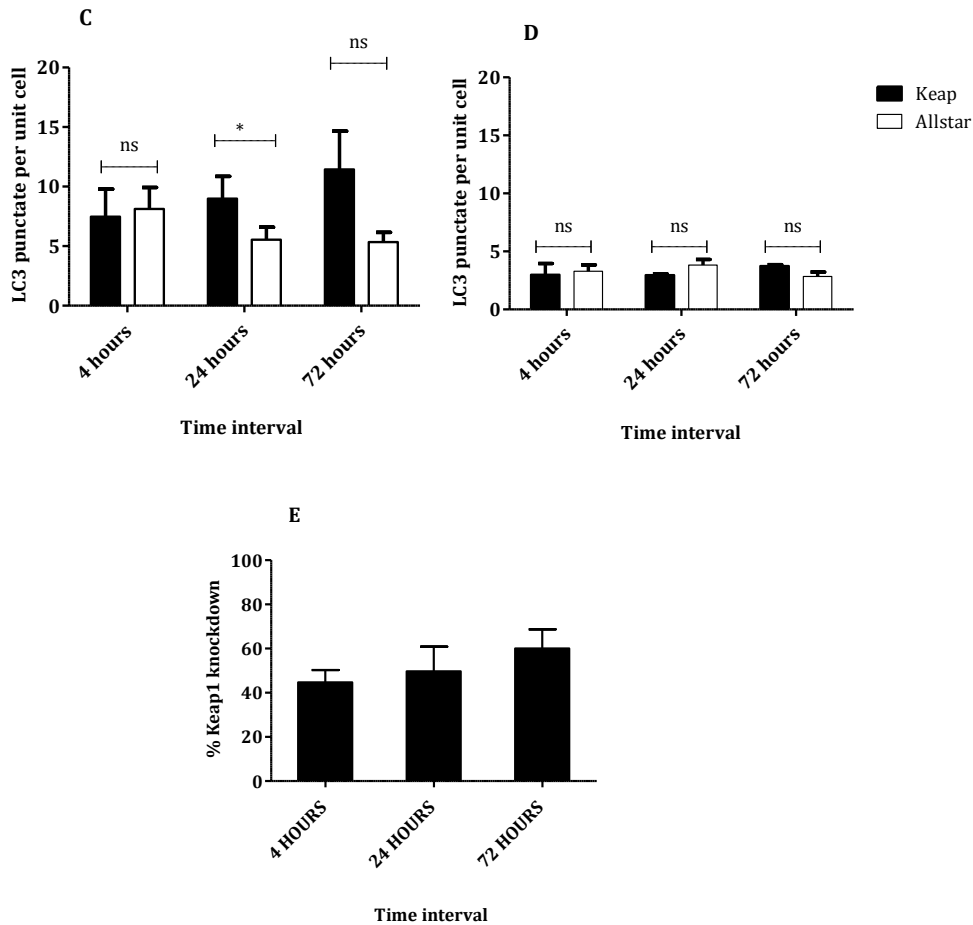 C
LC3 punctate per unit cell
20
15
10
5
0
ns
*
ns
4 hours
24 hours
72 hours
Time interval
D
LC3 punctate per unit cell
20
15
10
5
0
ns
ns
ns
4 hours
24 hours
72 hours
Time interval
Keap
Allstar
E
% Keap1 knockdown
100
80
60
40
20
0
4 HOURS
24 HOURS
72 HOURS
Time interval